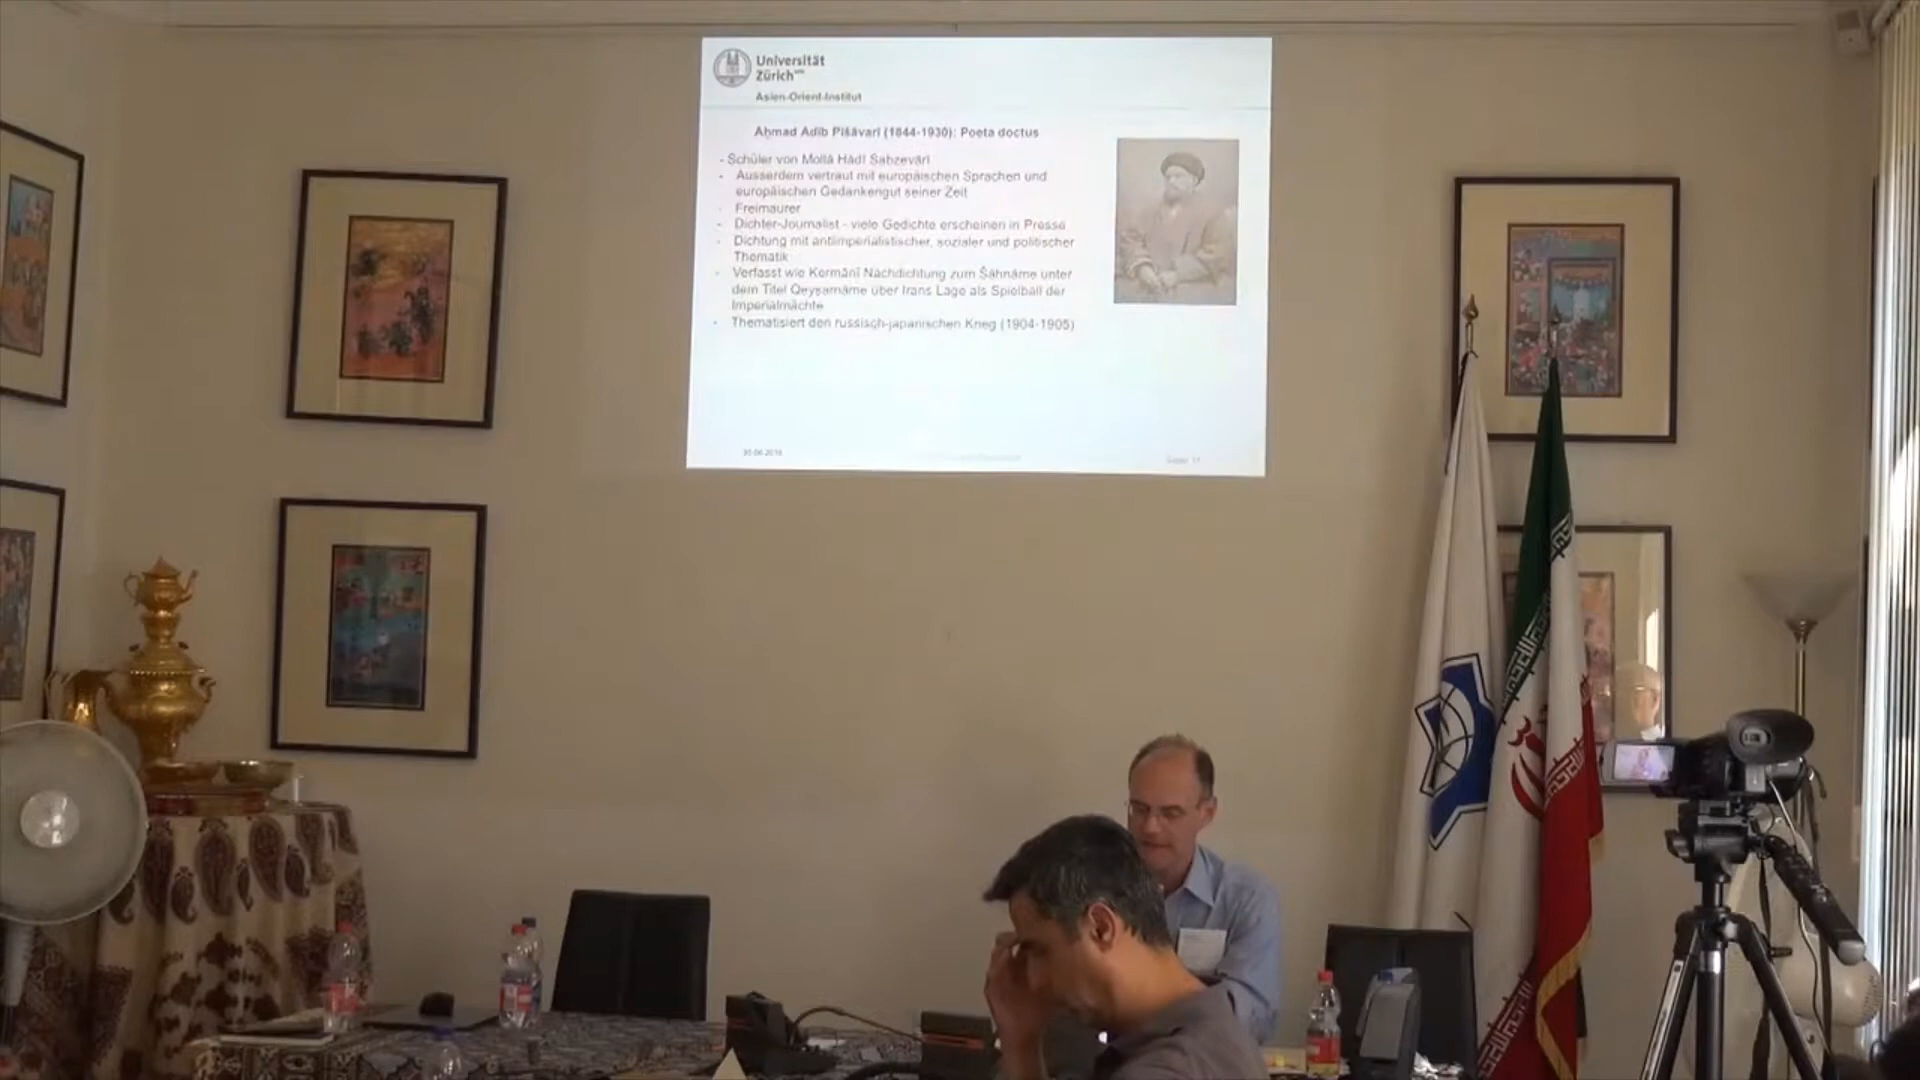 Universität
Zürich
Asien-Orient-Institut
Aḥmad Adīb Pīšāvarī (1844-1930): Poeta doctus
- Schüler von Mollā Hādī Sabzevārī
- Ausserdem vertraut mit europäischen Sprachen und
europäischen Gedankengut seiner Zeit
- Freimaurer
- Dichter-Journalist - viele Gedichte erscheinen in Presse
- Dichtung mit antiimperialistischer, sozialer und politischer
Thematik
- Verfasst wie Kermānī Nachdichtung zum Šāhnāme unter
dem Titel Qeyṣarnāme über Irans Lage als Spielball der
Imperialmächte
- Thematisiert den russisch-japanischen Krieg (1904-1905)
Seite